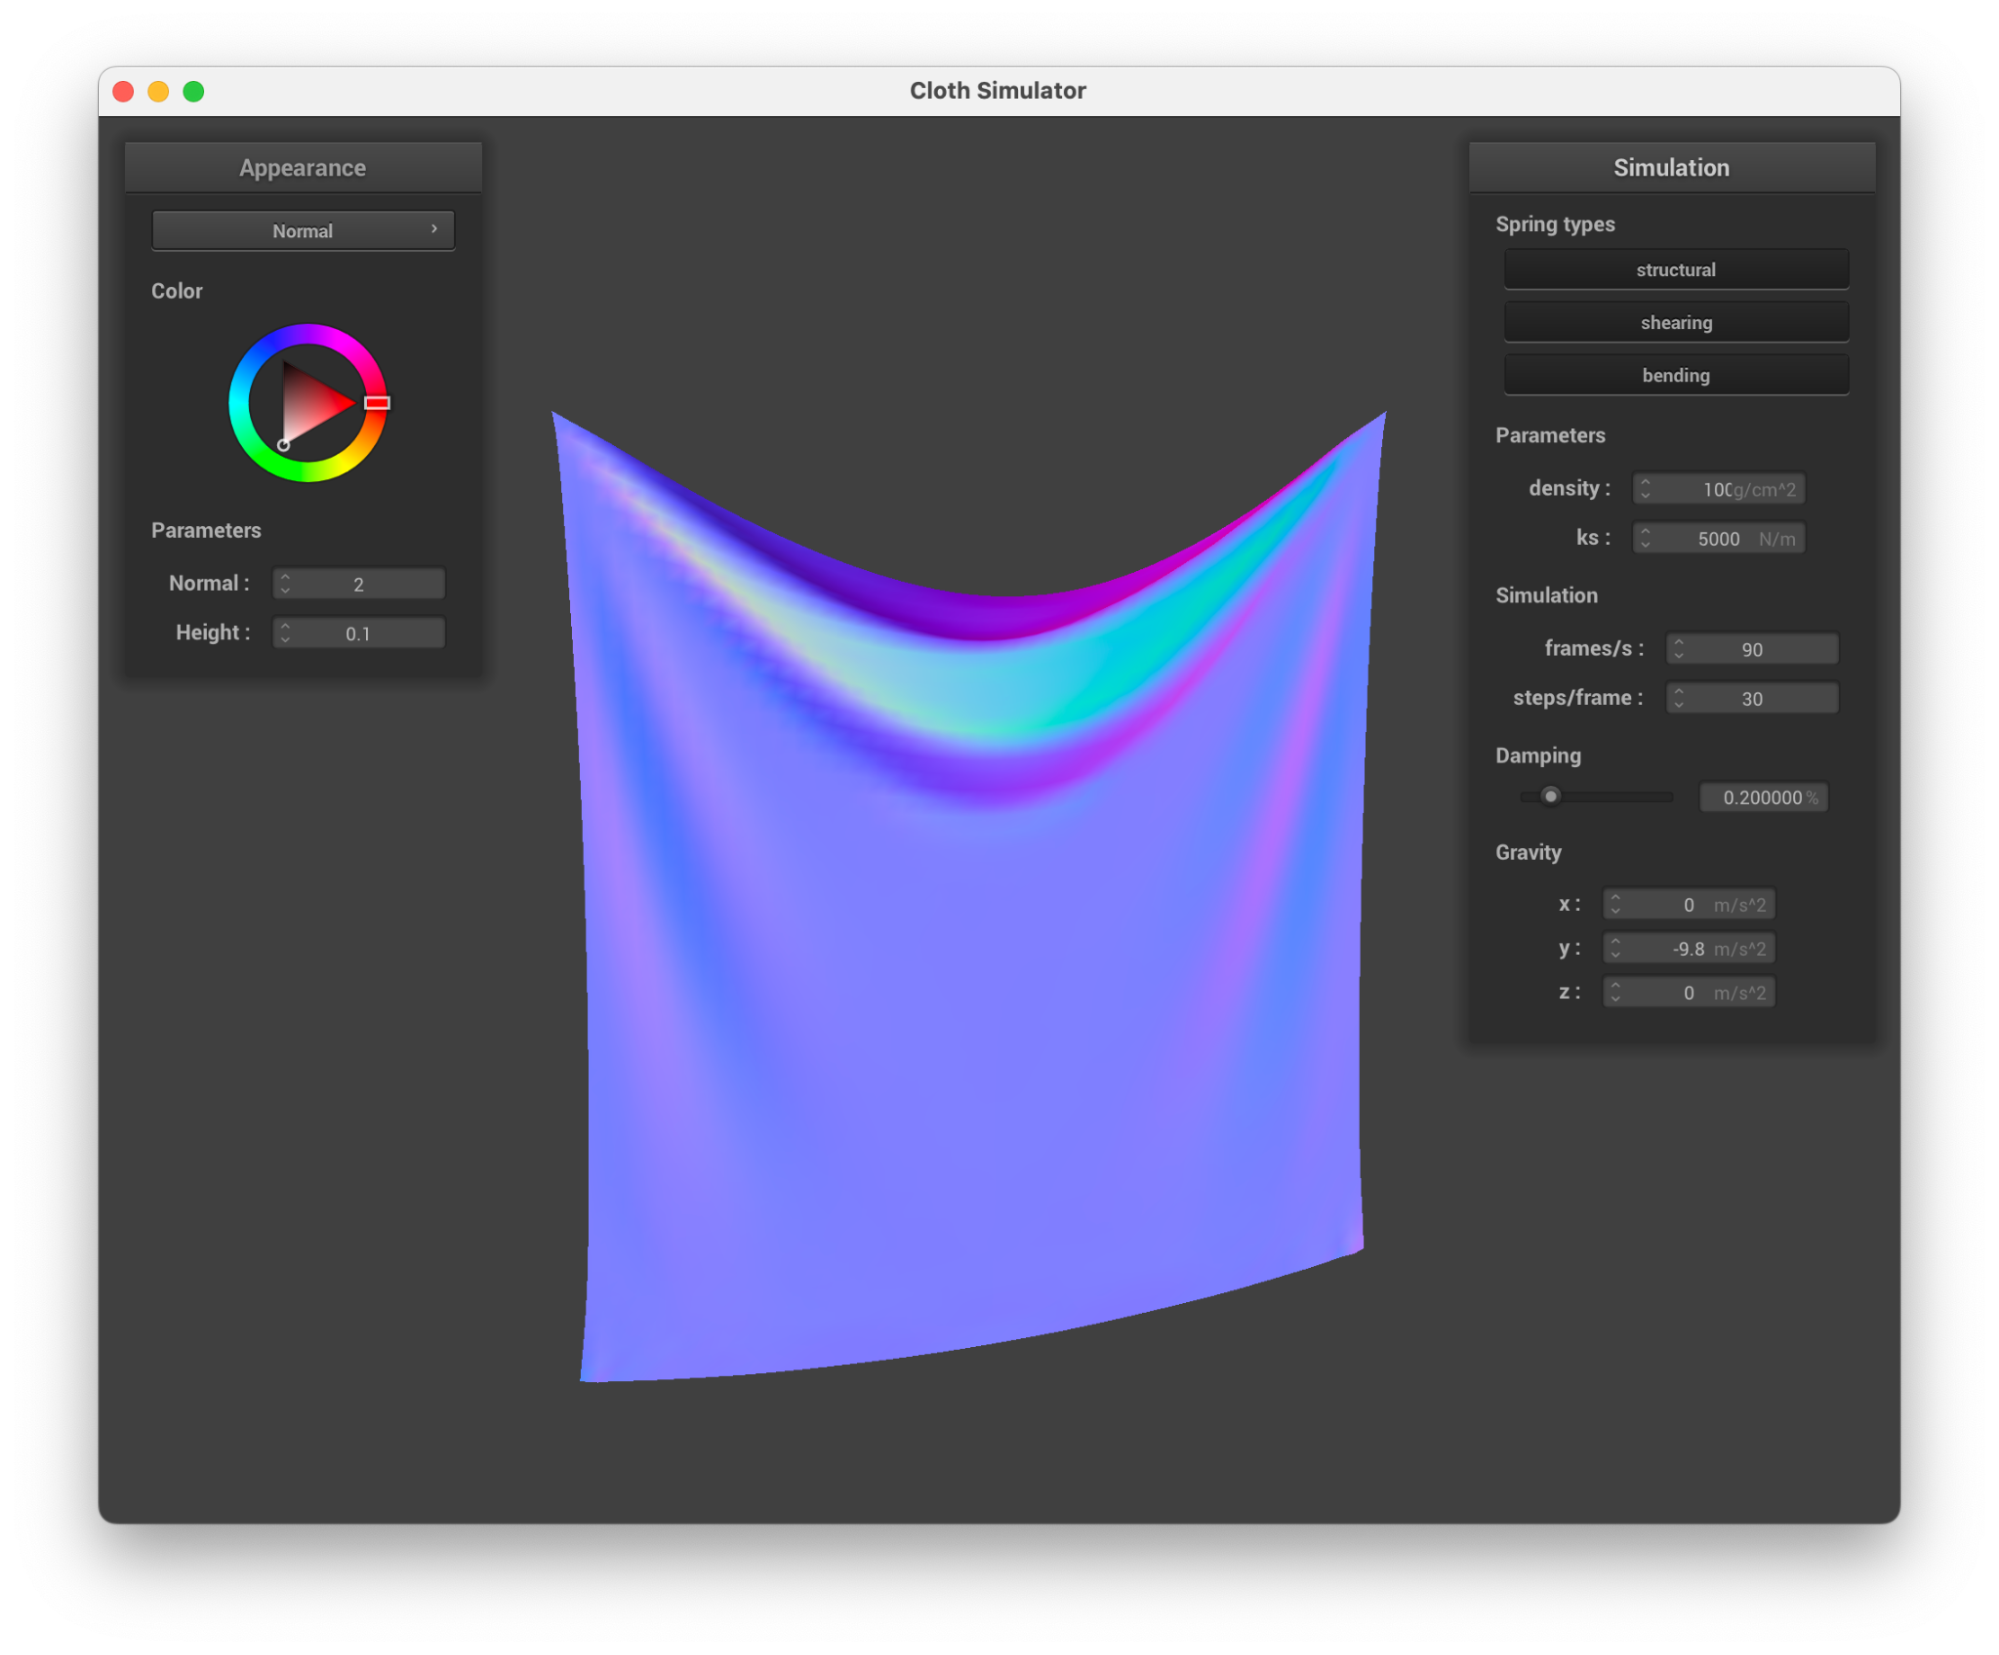 Cloth Simulator
Appearance
Normal
Color
Parameters
Normal : 2
Height : 0.1
Simulation
Spring types
structural
shearing
bending
Parameters
density : g/cm^2
ks : 5000 N/m
Simulation
frames/s : 90
steps/frame : 30
Damping
0.200000 %
Gravity
x : 0 m/s^2
y : -9.8 m/s^2
z : 0 m/s^2